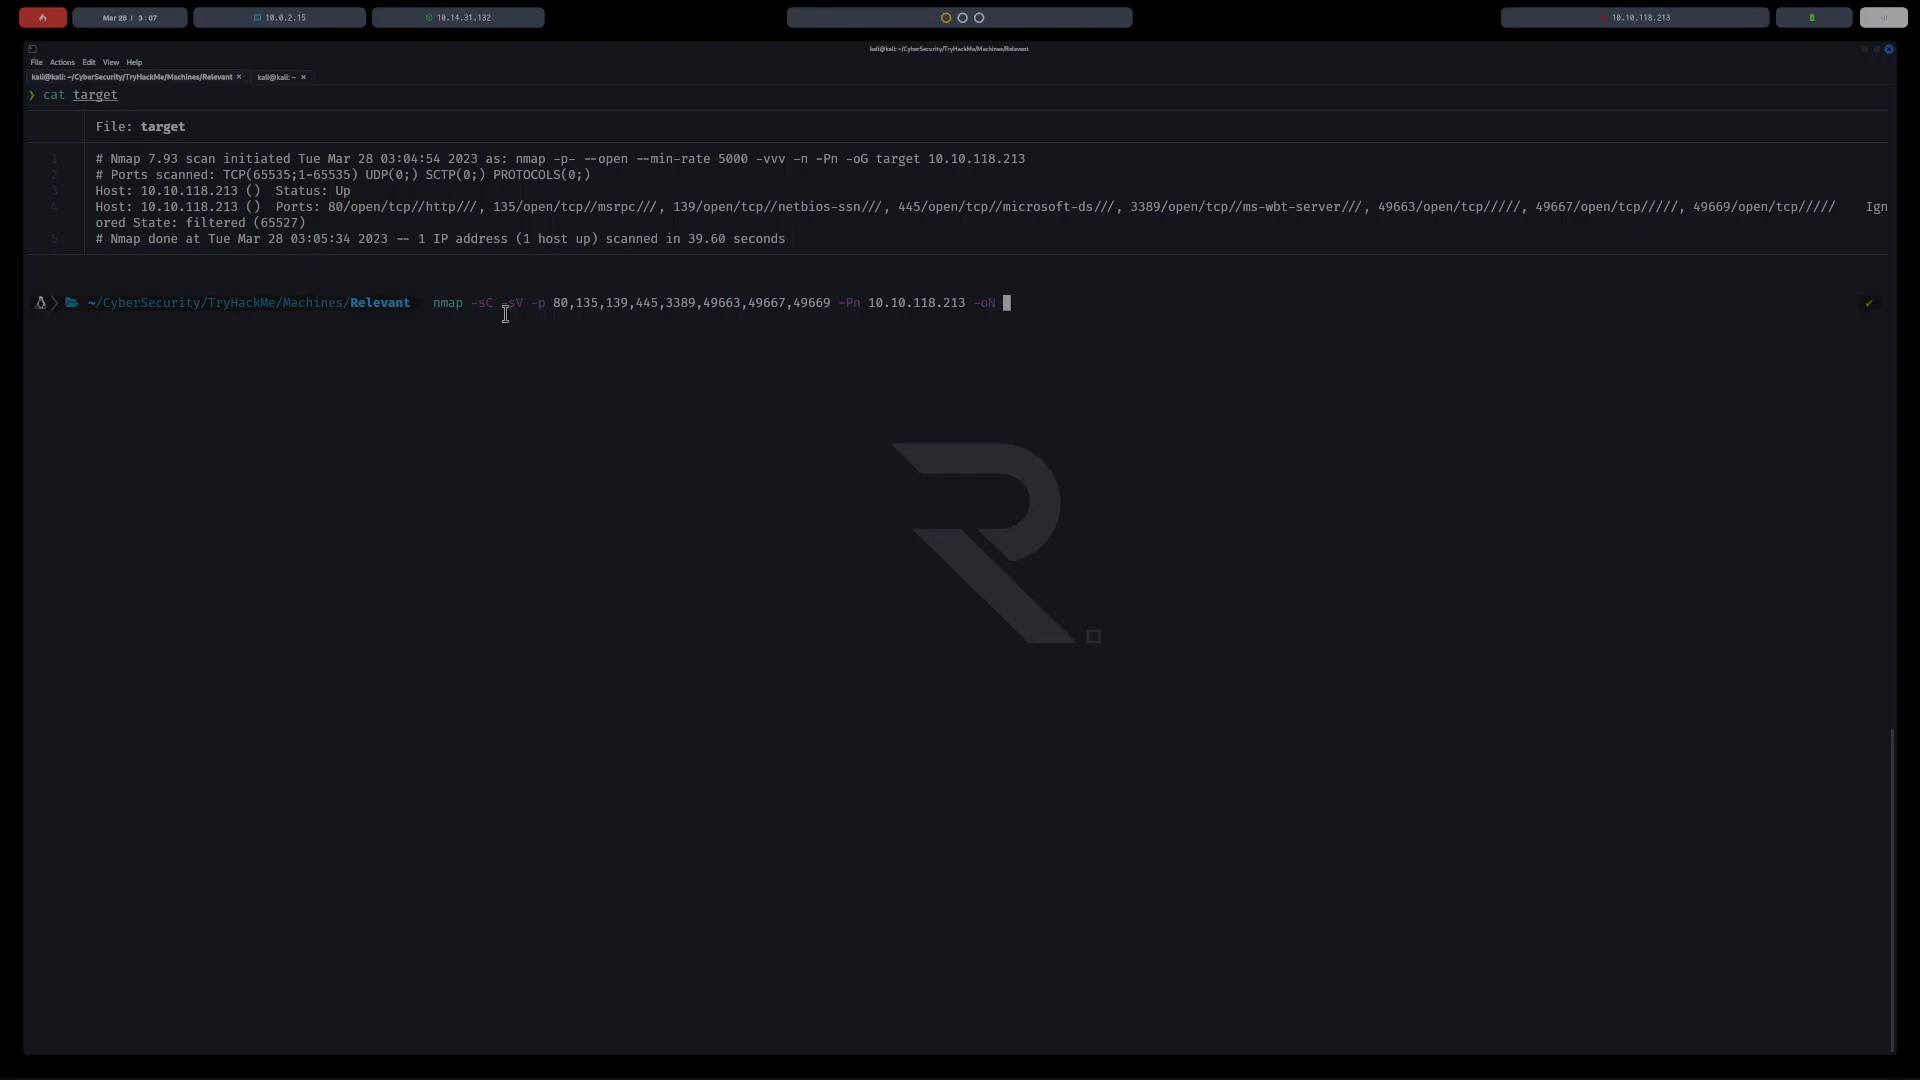 Mar 28 | 3:07
10.0.2.15
10.14.31.132
10.10.118.213
kali@kali: ~/CyberSecurity/TryHackMe/Machines/Relevant
File Actions Edit View Help
kali@kali: ~/CyberSecurity/TryHackMe/Machines/Relevant × kali@kali: ~ ×
❯ cat target
File: target
1 # Nmap 7.93 scan initiated Tue Mar 28 03:04:54 2023 as: nmap -p- --open --min-rate 5000 -vvv -n -Pn -oG target 10.10.118.213
2 # Ports scanned: TCP(65535;1-65535) UDP(0;) SCTP(0;) PROTOCOLS(0;)
3 Host: 10.10.118.213 () Status: Up
4 Host: 10.10.118.213 () Ports: 80/open/tcp//http///, 135/open/tcp//msrpc///, 139/open/tcp//netbios-ssn///, 445/open/tcp//microsoft-ds///, 3389/open/tcp//ms-wbt-server///, 49663/open/tcp/////, 49667/open/tcp/////, 49669/open/tcp///// Ign
ored State: filtered (65527)
5 # Nmap done at Tue Mar 28 03:05:34 2023 -- 1 IP address (1 host up) scanned in 39.60 seconds
~/CyberSecurity/TryHackMe/Machines/Relevant nmap -sC -sV -p 80,135,139,445,3389,49663,49667,49669 -Pn 10.10.118.213 -oN
R